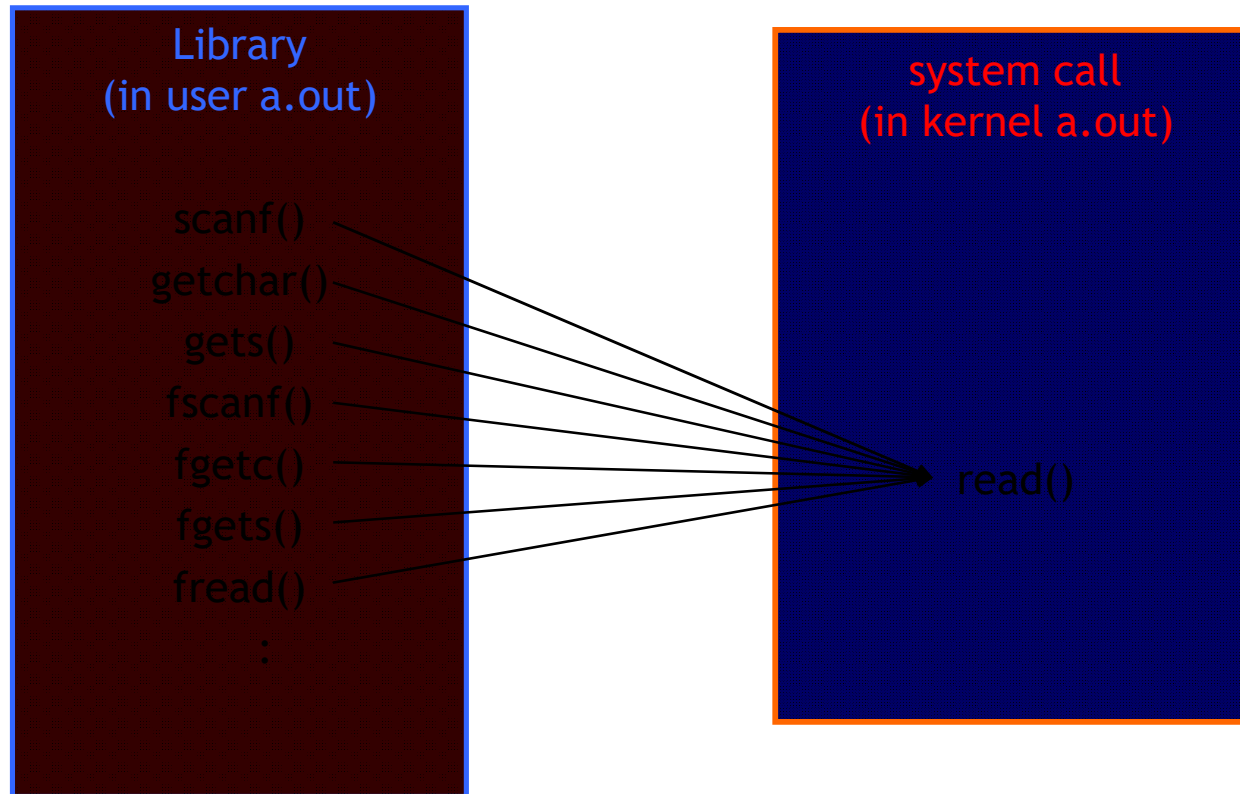 Library
(in user a.out)
scanf()
getchar()
gets()
fscanf()
fgetc()
fgets()
fread()
:
system call
(in kernel a.out)
read()